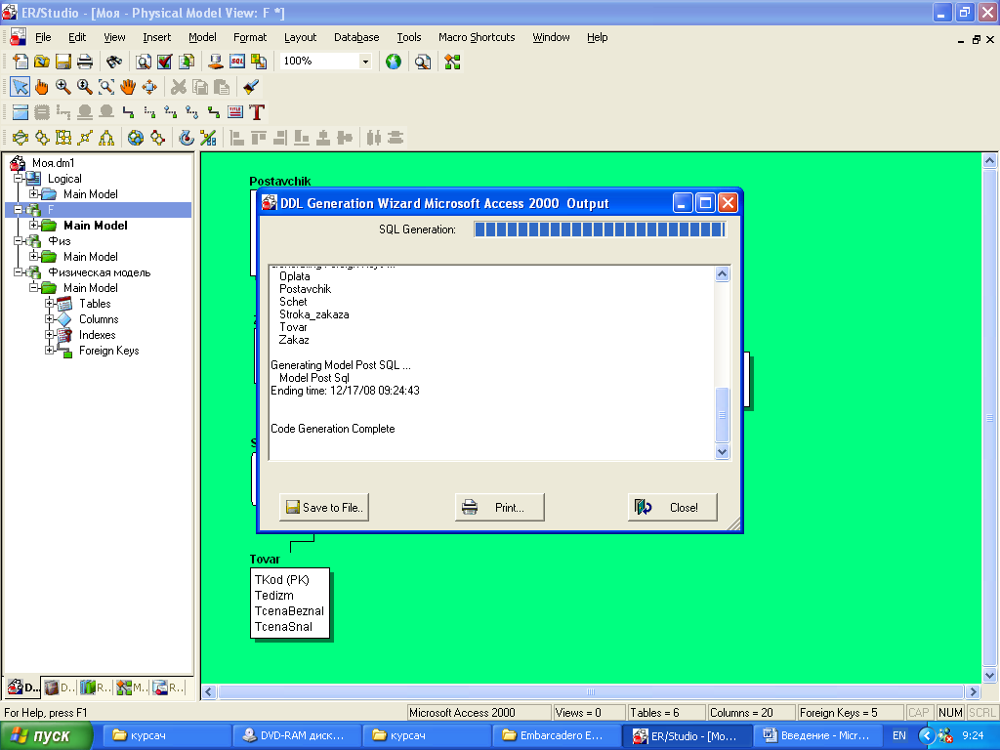 ER/Studio - [Моя - Physical Model View: F *]
File Edit View Insert Model Format Layout Database Tools Macro Shortcuts Window Help
100%
SQL
TITLE
T
Моя.dm1
Logical
Main Model
F
Main Model
Физ
Main Model
Физическая модель
Main Model
Tables
Columns
Indexes
Foreign Keys
D... D.. R.. M.. R..
Postavchik
DDL Generation Wizard Microsoft Access 2000 Output
SQL Generation:
Generating Foreign Keys ...
Oplata
Postavchik
Schet
Stroka_zakaza
Tovar
Zakaz
Generating Model Post SQL ...
Model Post Sql
Ending time: 12/17/08 09:24:43
Code Generation Complete
Save to File.. Print... Close!
Tovar
TKod (PK)
Tedizm
TcenaBeznal
TcenaSnal
For Help, press F1 Microsoft Access 2000 Views = 0 Tables = 6 Columns = 20 Foreign Keys = 5 CAP NUM SCRL
пуск курсач DVD-RAM диск... курсач Embarcadero E... ER/Studio - [Мо... Введение - Micr... EN 9:24